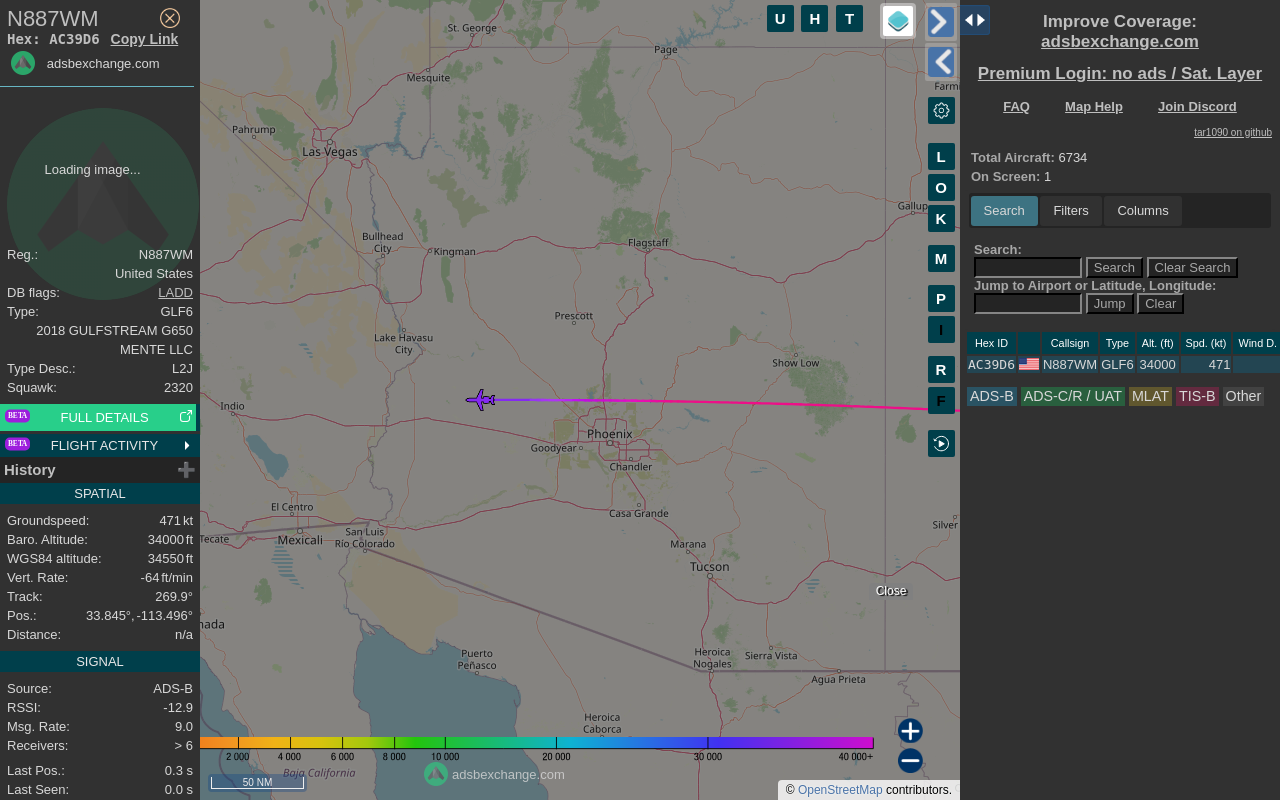 N887WM
Hex: AC39D6 Copy Link
adsbexchange.com
Loading image...
Reg.: N887WM
United States
DB flags: LADD
Type: GLF6
2018 GULFSTREAM G650
MENTE LLC
Type Desc.: L2J
Squawk: 2320
BETA FULL DETAILS
BETA FLIGHT ACTIVITY
History
SPATIAL
Groundspeed: 471 kt
Baro. Altitude: 34000 ft
WGS84 altitude: 34550 ft
Vert. Rate: -64 ft/min
Track: 269.9°
Pos.: 33.845°, -113.496°
Distance: n/a
SIGNAL
Source: ADS-B
RSSI: -12.9
Msg. Rate: 9.0
Receivers: > 6
Last Pos.: 0.3 s
Last Seen: 0.0 s
St. George
Page
Mesquite
Farm
Pahrump
Las Vegas
Gallup
Bullhead
City
Kingman
Flagstaff
Prescott
Lake Havasu
City
Show Low
Indio
Phoenix
Goodyear
Chandler
El Centro
Casa Grande
Silver
Tecate
Mexicali
San Luis
Río Colorado
Marana
Tucson
Close
nada
Puerto
Peñasco
Heroica
Nogales
Sierra Vista
Agua Prieta
Heroica
Caborca
2 000 4 000 6 000 8 000 10 000 20 000 30 000 40 000+
Baja California
adsbexchange.com
50 NM
© OpenStreetMap contributors.
U H T
L
O
K
M
P
I
R
F
Improve Coverage:
adsbexchange.com
Premium Login: no ads / Sat. Layer
FAQ Map Help Join Discord
tar1090 on github
Total Aircraft: 6734
On Screen: 1
Search Filters Columns
Search:
Search Clear Search
Jump to Airport or Latitude, Longitude:
Jump Clear
Hex ID Callsign Type Alt. (ft) Spd. (kt) Wind D.
AC39D6 N887WM GLF6 34000 471
ADS-B ADS-C/R / UAT MLAT TIS-B Other